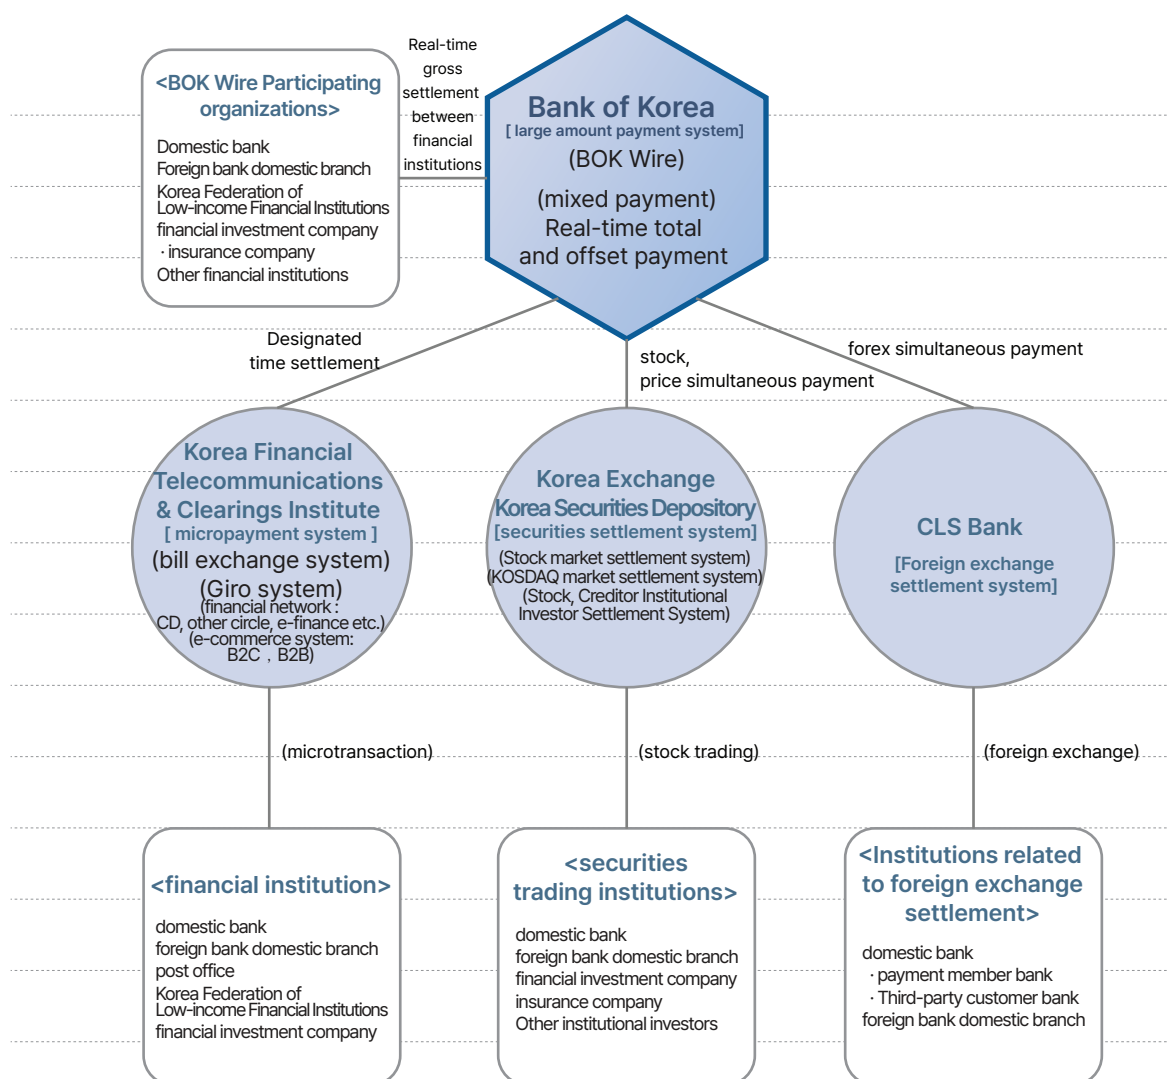 Real-time
gross
settlement
between
financial
institutions
<BOK Wire Participating
organizations>
Domestic bank
Foreign bank domestic branch
Korea Federation of
Low-income Financial Institutions
financial investment company
· insurance company
Other financial institutions
Bank of Korea
[ large amount payment system]
(BOK Wire)
(mixed payment)
Real-time total
and offset payment
Designated
time settlement
stock,
price simultaneous payment
forex simultaneous payment
Korea Financial
Telecommunications
& Clearings Institute
[ micropayment system ]
(bill exchange system)
(Giro system)
(financial network :
CD, other circle, e-finance etc.)
(e-commerce system:
B2C , B2B)
Korea Exchange
Korea Securities Depository
[securities settlement system]
(Stock market settlement system)
(KOSDAQ market settlement system)
(Stock, Creditor Institutional
Investor Settlement System)
CLS Bank
[Foreign exchange
settlement system]
(microtransaction)
(stock trading)
(foreign exchange)
<financial institution>
domestic bank
foreign bank domestic branch
post office
Korea Federation of
Low-income Financial Institutions
financial investment company
<securities
trading institutions>
domestic bank
foreign bank domestic branch
financial investment company
insurance company
Other institutional investors
<Institutions related
to foreign exchange
settlement>
domestic bank
· payment member bank
· Third-party customer bank
foreign bank domestic branch